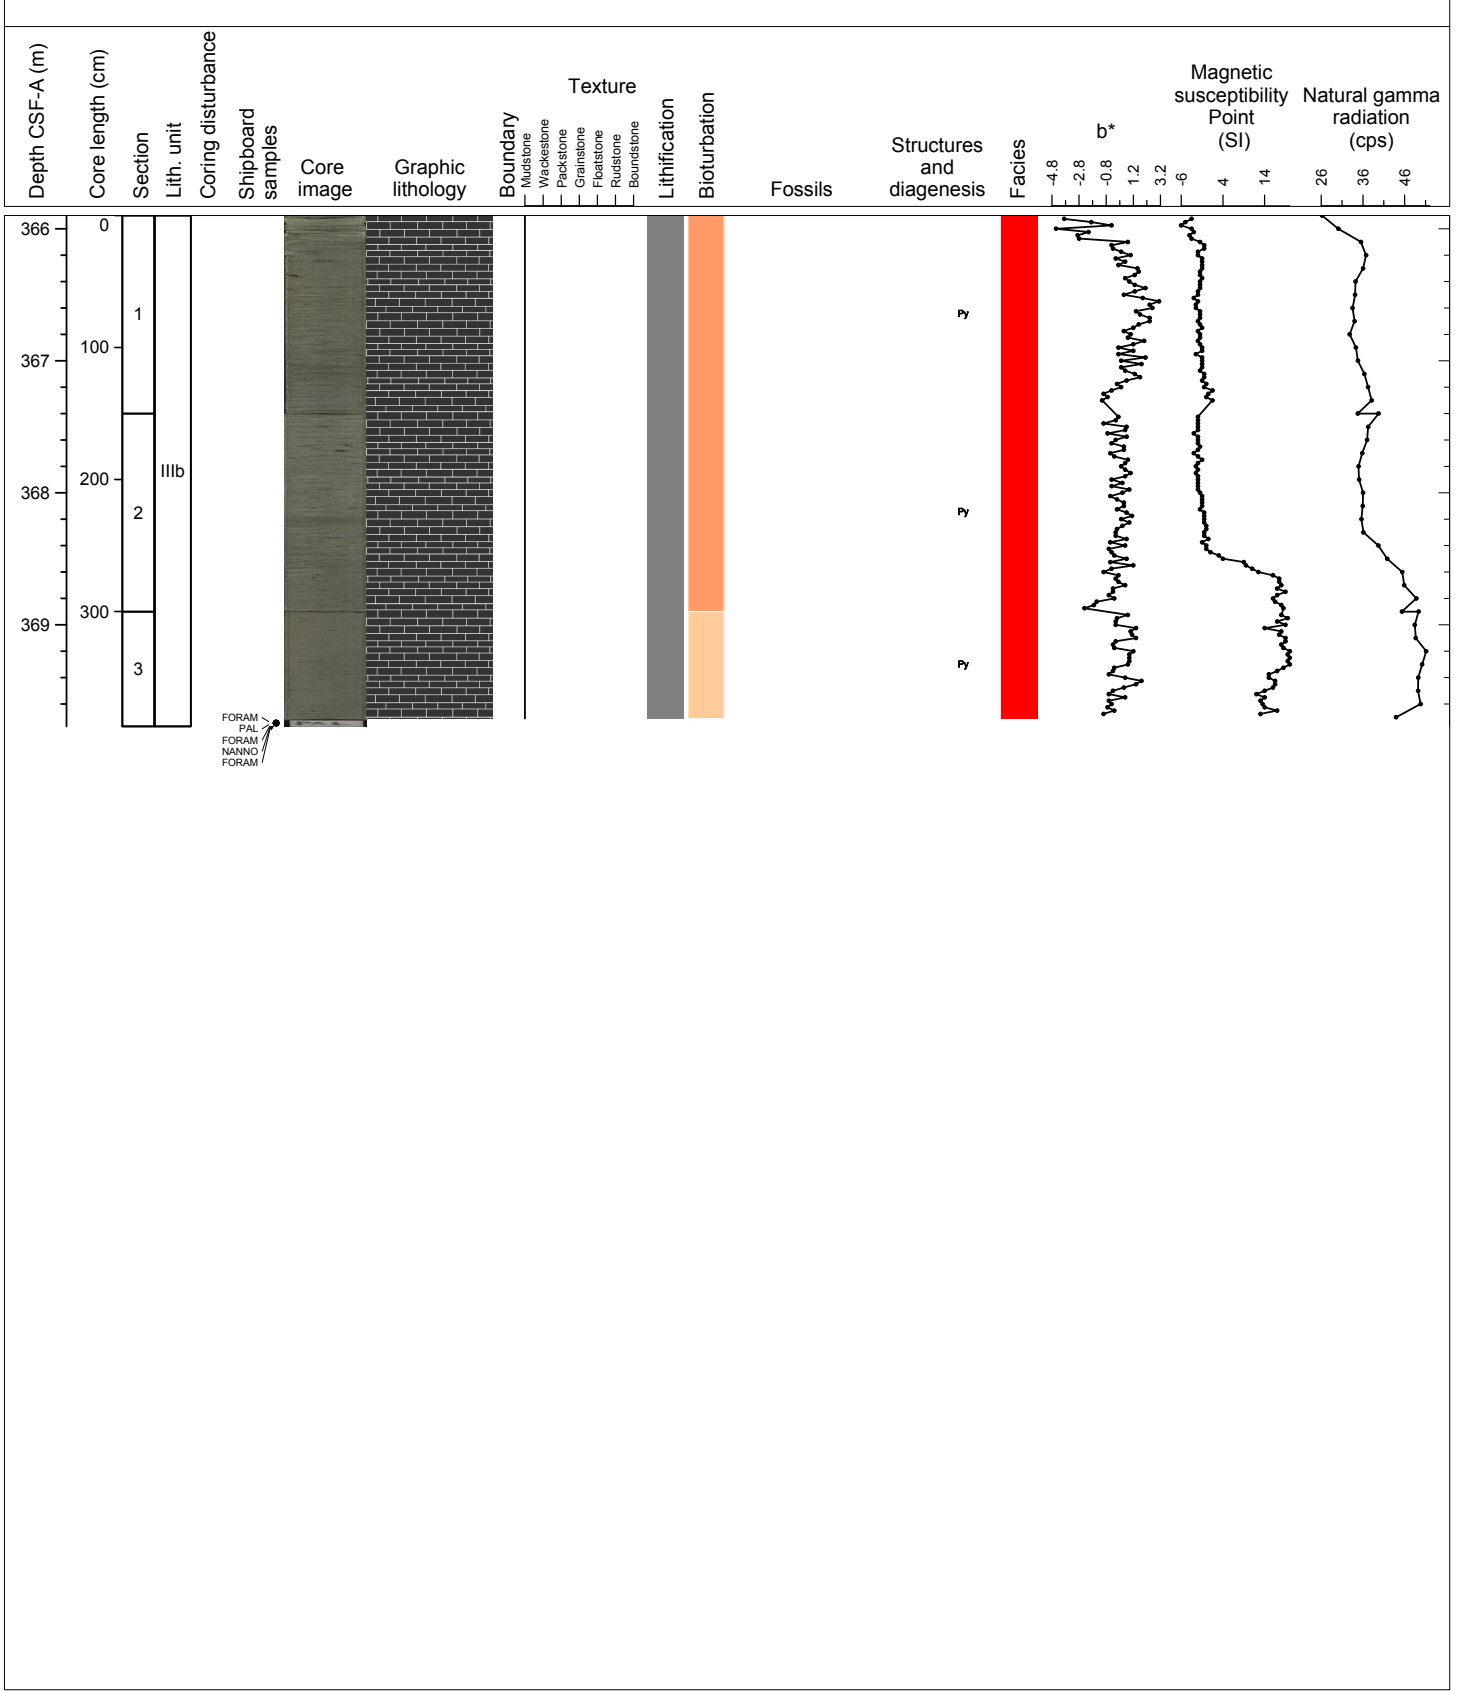 Depth CSF-A (m)
Core length (cm)
Section
Lith. unit
Coring disturbance
Shipboard
samples
Core
image
Graphic
lithology
Boundary
Texture
Mudstone
Wackestone
Packstone
Grainstone
Floatstone
Rudstone
Boundstone
Lithification
Bioturbation
Fossils
Structures
and
diagenesis
Facies
b*
-4.8
-2.8
-0.8
1.2
3.2
Magnetic
susceptibility
Point
(SI)
-6
4
14
Natural gamma
radiation
(cps)
26
36
46
366
367
368
369
0
100
200
300
1
2
3
IIIb
Py
Py
Py
PAL
FORAM
PAL
FORAM
NANNO
FORAM